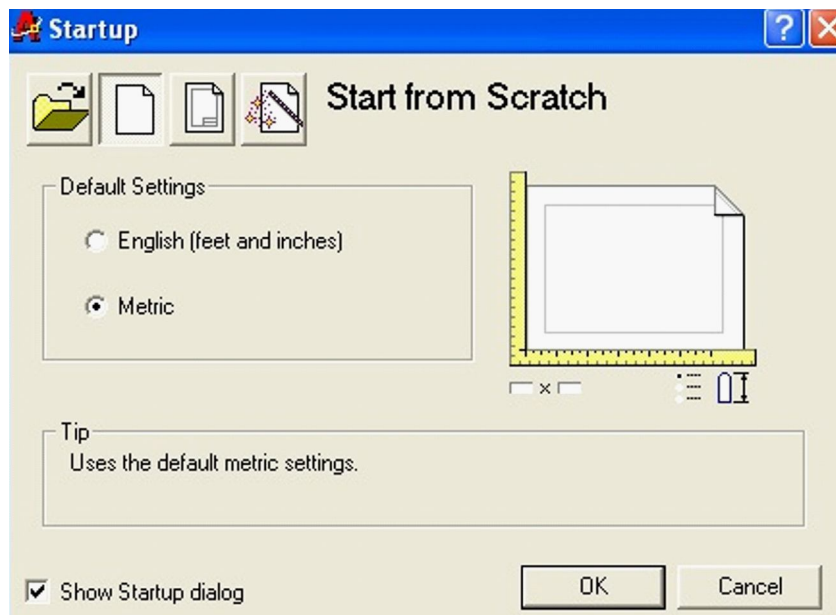 Startup
Start from Scratch
Default Settings
English (feet and inches)
Metric
Tip
Uses the default metric settings.
Show Startup dialog
OK
Cancel